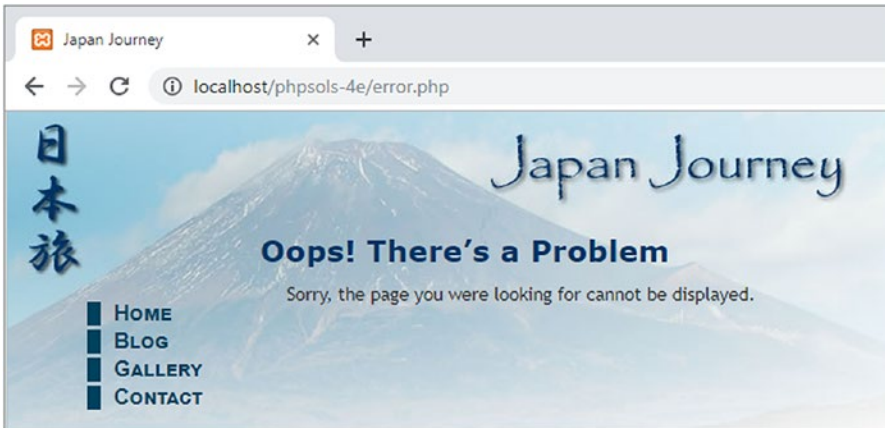 Japan Journey
localhost/phpsols-4e/error.php
日本旅
Japan Journey
Oops! There’s a Problem
Sorry, the page you were looking for cannot be displayed.
Home
Blog
Gallery
Contact